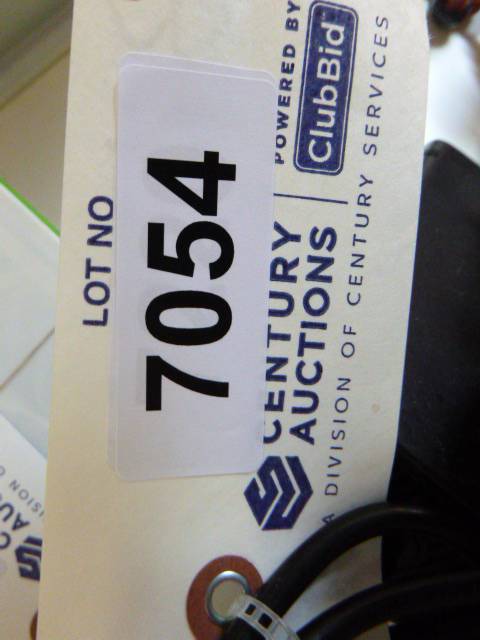 LOT NO
7054
CENTURY
AUCTIONS
A DIVISION OF CENTURY SERVICES
POWERED BY
ClubBid